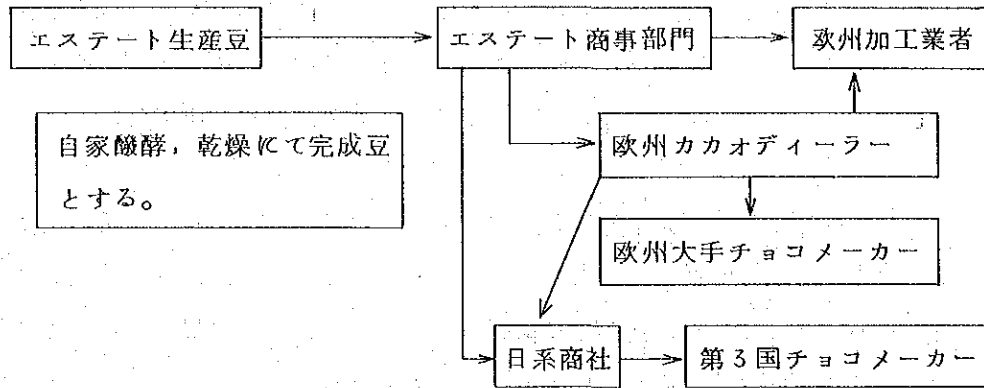 エステート生産豆
エステート商事部門
欧州加工業者
自家醗酵，乾燥にて完成豆
とする。
欧州カカオディーラー
欧州大手チョコメーカー
日系商社
第3国チョコメーカー